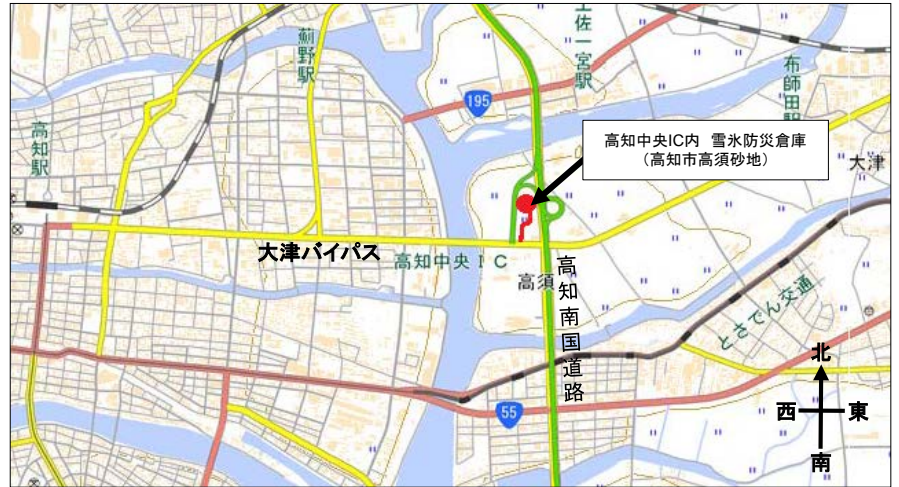 薊野駅
土佐一宮駅
布師田駅
195
高知駅
高知中央IC内 雪氷防災倉庫
(高知市高須砂地)
大津
大津バイパス
高知中央IC
高須
高知南国道路
とさでん交通
55
北
西
東
南